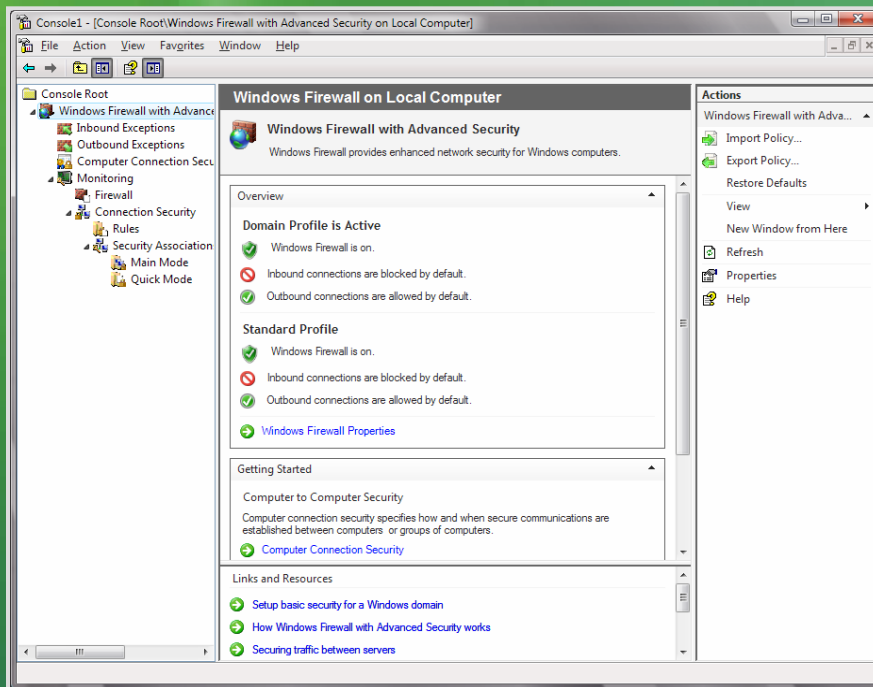 Console1 - [Console Root\Windows Firewall with Advanced Security on Local Computer]
File Action View Favorites Window Help
Console Root
Windows Firewall with Advance
Inbound Exceptions
Outbound Exceptions
Computer Connection Secu
Monitoring
Firewall
Connection Security
Rules
Security Association
Main Mode
Quick Mode
Windows Firewall on Local Computer
Windows Firewall with Advanced Security
Windows Firewall provides enhanced network security for Windows computers.
Overview
Domain Profile is Active
Windows Firewall is on.
Inbound connections are blocked by default.
Outbound connections are allowed by default.
Standard Profile
Windows Firewall is on.
Inbound connections are blocked by default.
Outbound connections are allowed by default.
Windows Firewall Properties
Getting Started
Computer to Computer Security
Computer connection security specifies how and when secure communications are
established between computers or groups of computers.
Computer Connection Security
Links and Resources
Setup basic security for a Windows domain
How Windows Firewall with Advanced Security works
Securing traffic between servers
Actions
Windows Firewall with Adva...
Import Policy...
Export Policy...
Restore Defaults
View
New Window from Here
Refresh
Properties
Help